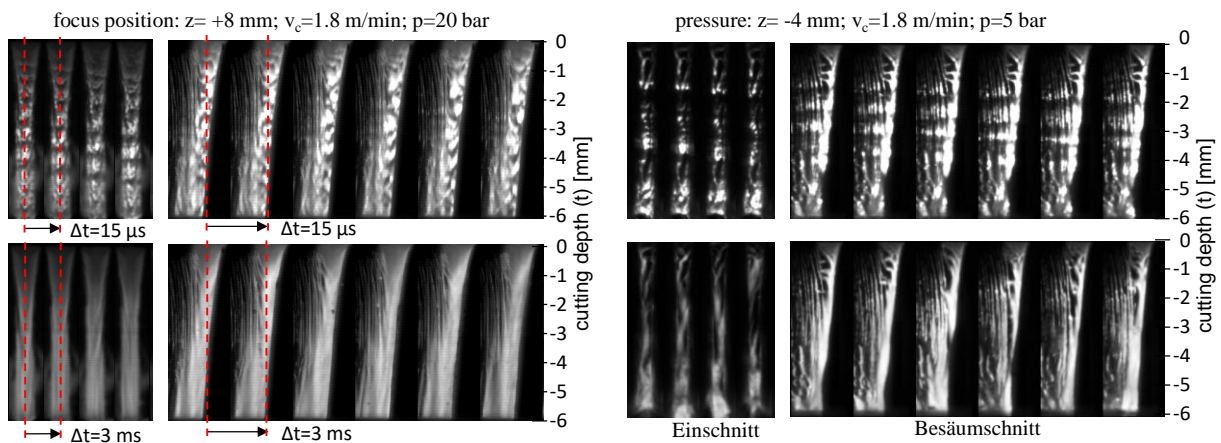 focus position: z= +8 mm; vc=1.8 m/min; p=20 bar
0
-1
-2
-3
-4
-5
-6
Δt=15 µs
Δt=15 µs
0
-1
-2
-3
-4
-5
-6
Δt=3 ms
Δt=3 ms
cutting depth (t) [mm]
pressure: z= -4 mm; vc=1.8 m/min; p=5 bar
0
-1
-2
-3
-4
-5
-6
0
-1
-2
-3
-4
-5
-6
cutting depth (t) [mm]
Einschnitt
Besäumschnitt